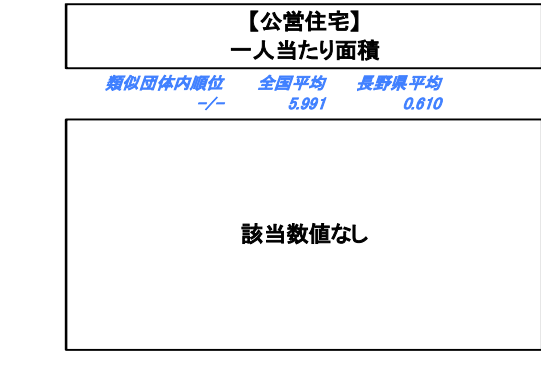 【公営住宅】
一人当たり面積
類似団体内順位 全国平均 長野県平均
-/- 5.991 0.610
該当数値なし